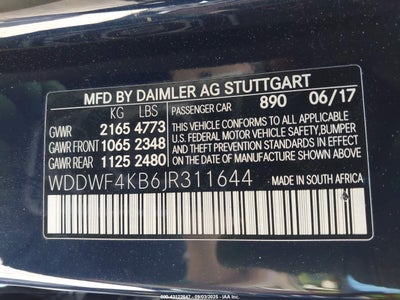 MFD BY DAIMLER AG STUTTGART
KG LBS
GVWR 2165 4773
GAWR FRONT 1065 2348
GAWR REAR 1125 2480
PASSENGER CAR 890 06/17
THIS VEHICLE CONFORMS TO ALL APPLICABLE
U.S. FEDERAL MOTOR VEHICLE SAFETY,BUMPER
AND THEFT PREVENTION STANDARDS IN
EFFECT ON THE DATE OF MANUFACTURE
WDDWF4KB6JR311644
MADE IN SOUTH AFRICA